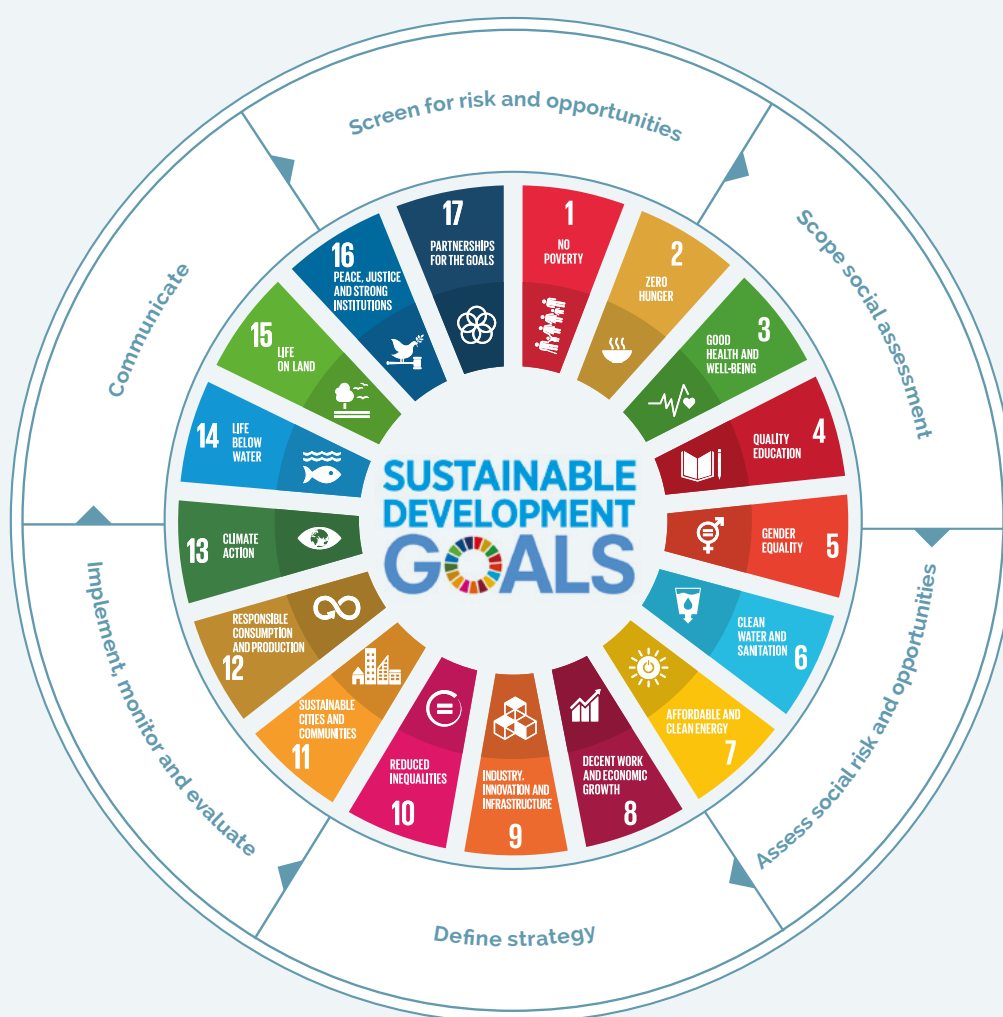 Screen for risk and opportunities
Scope social assessment
Assess social risk and opportunities
Define strategy
Implement, monitor and evaluate
Communicate
1
NO
POVERTY
2
ZERO
HUNGER
3
GOOD
HEALTH AND
WELL-BEING
4
QUALITY
EDUCATION
5
GENDER
EQUALITY
6
CLEAN
WATER AND
SANITATION
7
AFFORDABLE AND
CLEAN ENERGY
8
DECENT WORK
AND ECONOMIC
GROWTH
9
INDUSTRY,
INNOVATION AND
INFRASTRUCTURE
10
REDUCED
INEQUALITIES
11
SUSTAINABLE
CITIES AND
COMMUNITIES
12
RESPONSIBLE
CONSUMPTION
AND PRODUCTION
13
CLIMATE
ACTION
14
LIFE
BELOW
WATER
15
LIFE
ON LAND
16
PEACE, JUSTICE
AND STRONG
INSTITUTIONS
17
PARTNERSHIPS
FOR THE GOALS
SUSTAINABLE
DEVELOPMENT
GOALS